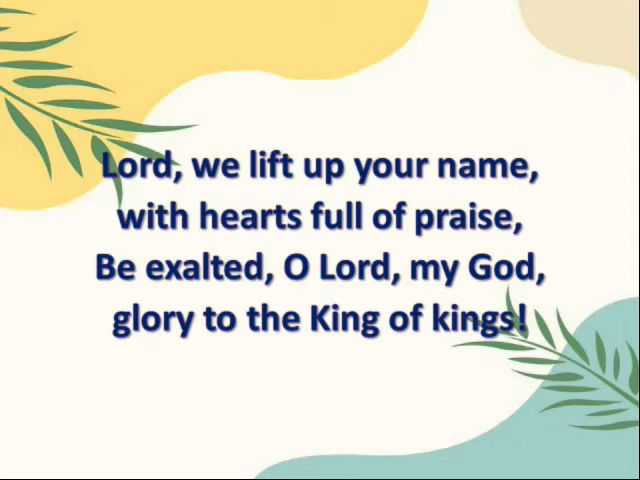 Lord, we lift up your name,
with hearts full of praise,
Be exalted, O Lord, my God,
glory to the King of kings!